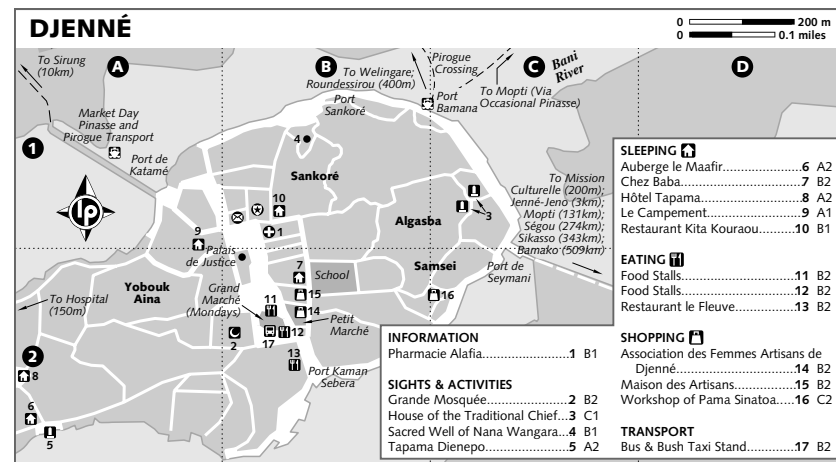 DJENNÉ
0 200 m
0 0.1 miles
A
B
C
D
To Sirung
(10km)
Pirogue
Crossing
Bani
River
To Welingare;
Roundessirou (400m)
To Mopti (Via
Occasional Pinasse)
Port
Sankoré
Port
Bamana
Market Day
Pinasse and
Pirogue Transport
Port de
Katamé
1
lp
4
Sankoré
10
1
9
Palais
de Justice
Algasba
3
To Mission
Culturelle (200m);
Jenné-Jeno (3km);
Mopti (131km);
Ségou (274km);
Sikasso (343km);
Bamako (509km)
Samsei
Port de
Seymani
16
7
School
15
14
Yobouk
Aina
Grand
Marché
(Mondays)
11
Petit
Marché
12
2
17
13
Port Kaman
Sebera
To Hospital
(150m)
2
8
6
5
INFORMATION
Pharmacie Alafia 1 B1
SIGHTS & ACTIVITIES
Grande Mosquée 2 B2
House of the Traditional Chief 3 C1
Sacred Well of Nana Wangara 4 B1
Tapama Dienepo 5 A2
SLEEPING
Auberge le Maafir 6 A2
Chez Baba 7 B2
Hôtel Tapama 8 A2
Le Campement 9 A1
Restaurant Kita Kouraou 10 B1
EATING
Food Stalls 11 B2
Food Stalls 12 B2
Restaurant le Fleuve 13 B2
SHOPPING
Association des Femmes Artisans de
Djenné 14 B2
Maison des Artisans 15 B2
Workshop of Pama Sinatoa 16 C2
TRANSPORT
Bus & Bush Taxi Stand 17 B2